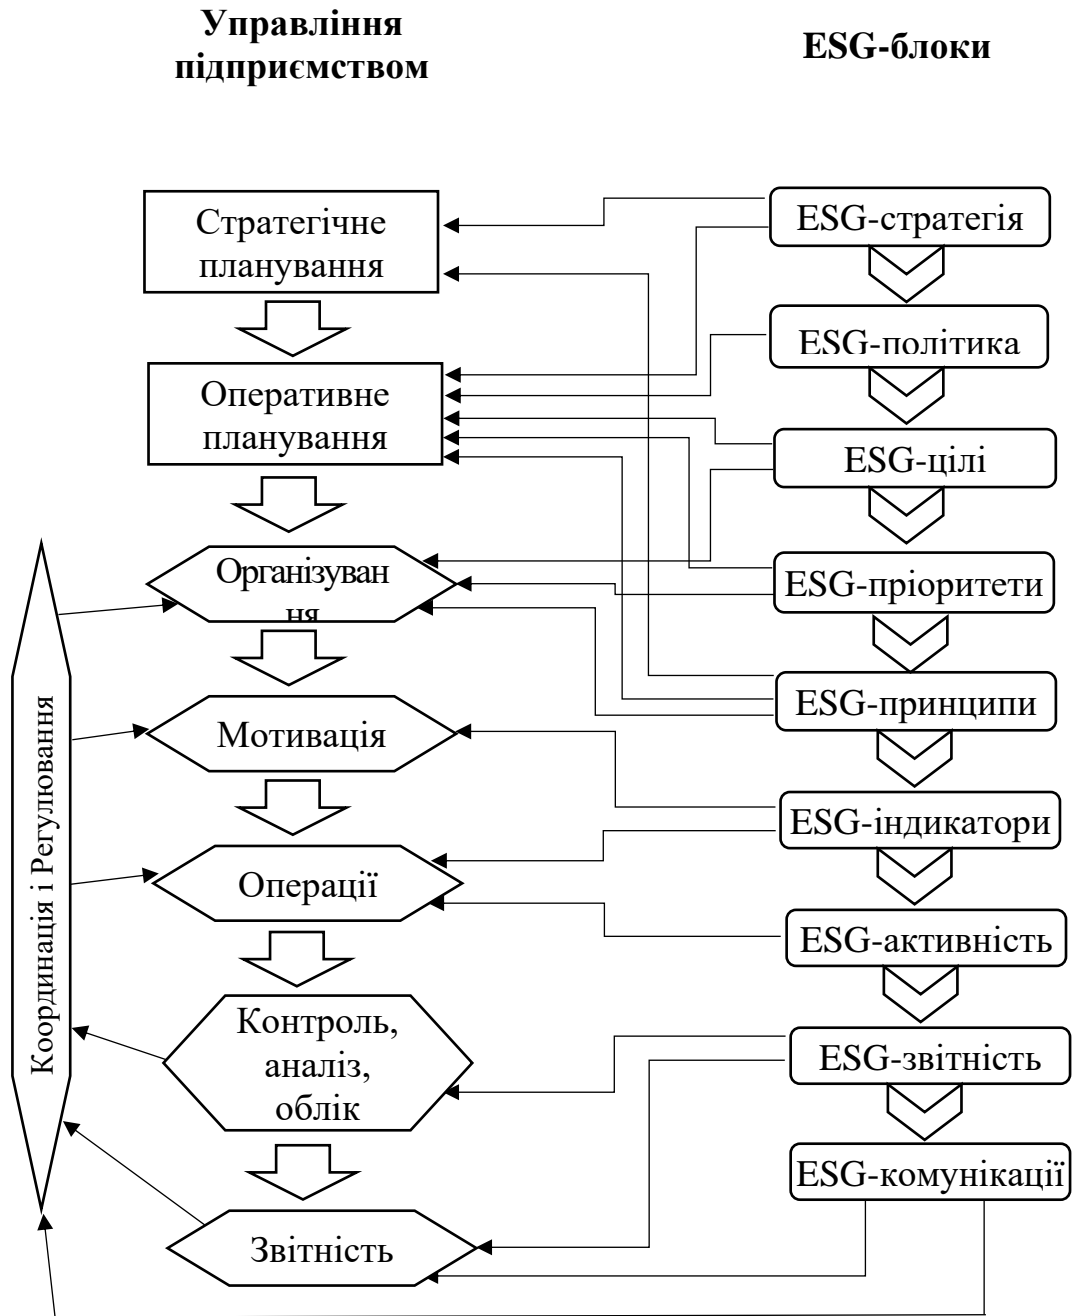 Управління
підприємством
ESG-блоки
Стратегічне
планування
Оперативне
планування
Організуван
ня
Мотивація
Операції
Контроль,
аналіз,
облік
Звітність
Координація і Регулювання
ESG-стратегія
ESG-політика
ESG-цілі
ESG-пріоритети
ESG-принципи
ESG-індикатори
ESG-активність
ESG-звітність
ESG-комунікації